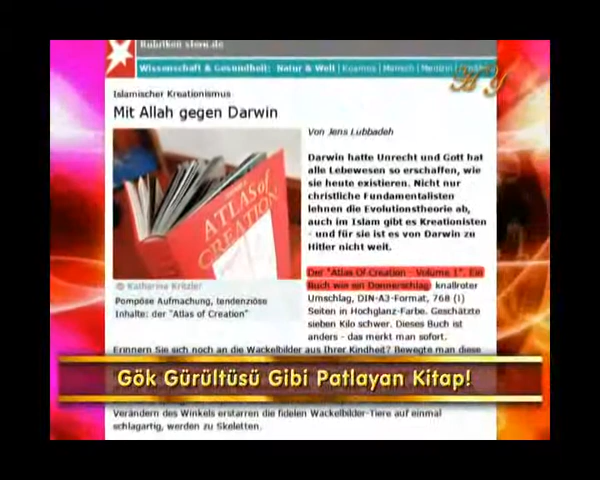 Rubriken stern.de
Wissenschaft & Gesundheit: Natur & Welt | Kosmos | Mensch | Medizin
HY
Islamischer Kreationismus
Mit Allah gegen Darwin
Von Jens Lubbadeh
Darwin hatte Unrecht und Gott hat
alle Lebewesen so erschaffen, wie
sie heute existieren. Nicht nur
christliche Fundamentalisten
lehnen die Evolutionstheorie ab,
auch im Islam gibt es Kreationisten
- und für sie ist es von Darwin zu
Hitler nicht weit.
ATLAS of
CREATION
© Katharina Kritzler
Pompöse Aufmachung, tendenziöse
Inhalte: der "Atlas of Creation"
Der "Atlas Of Creation - Volume 1". Ein
Buch wie ein Donnerschlag: knallroter
Umschlag, DIN-A3-Format, 768 (!)
Seiten in Hochglanz-Farbe. Geschätzte
sieben Kilo schwer. Dieses Buch ist
anders - das merkt man sofort.
Erinnern Sie sich noch an die Wackelbilder aus Ihrer Kindheit? Bewegte man diese
Gök Gürültüsü Gibi Patlayan Kitap!
Verändern des Winkels erstarren die fidelen Wackelbilder-Tiere auf einmal
schlagartig, werden zu Skeletten.